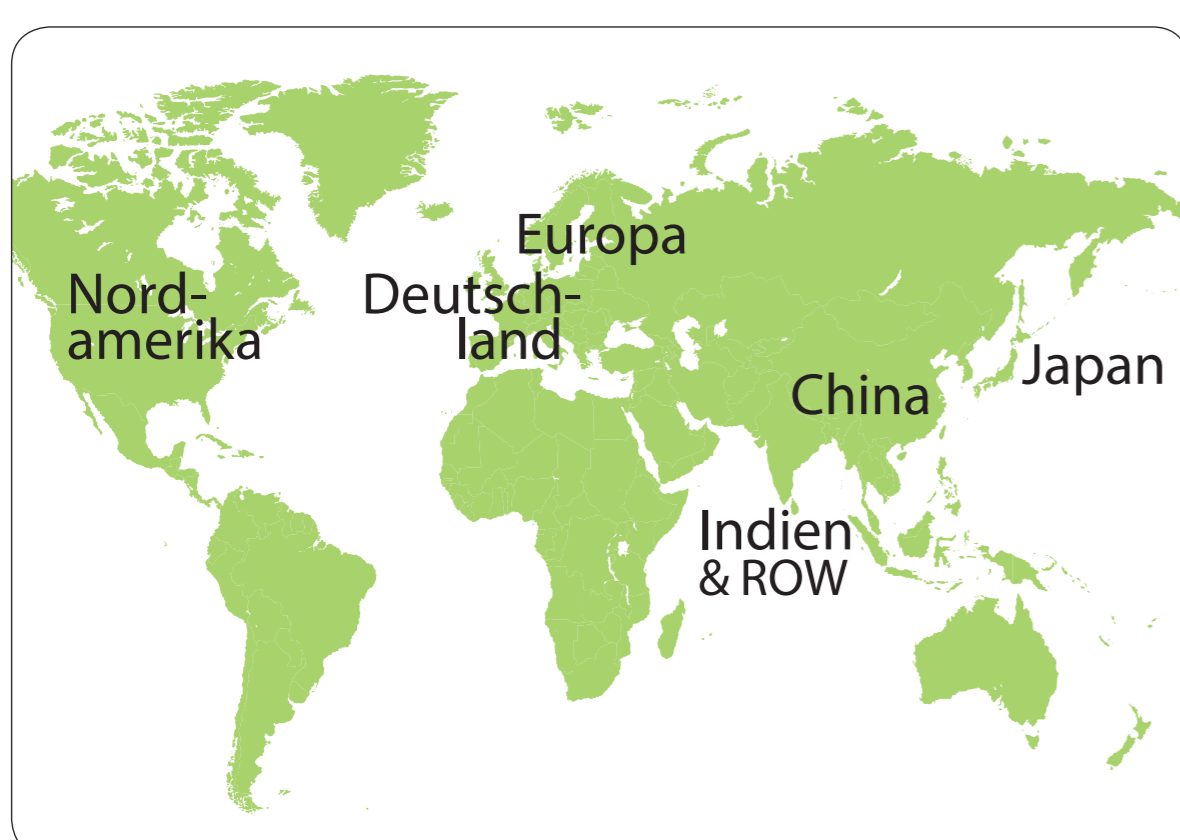 Europa
Nord-
amerika
Deutsch-
land
Japan
China
Indien
& ROW